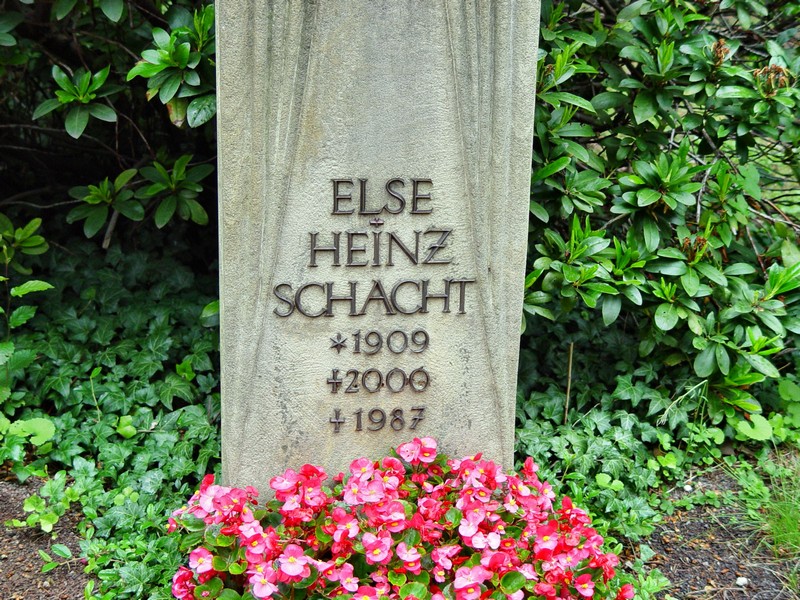 ELSE
HEINZ
SCHACHT
*1909
†2000
†1987